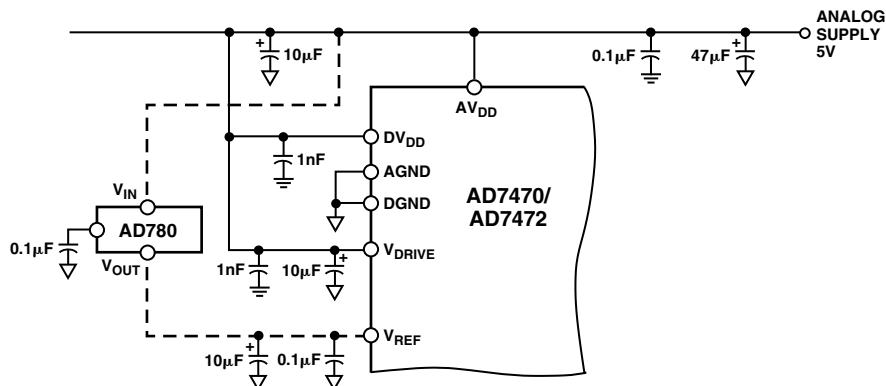 ANALOG
SUPPLY
5V
+
10µF
0.1µF
+
47µF
AVDD
DVDD
1nF
AGND
DGND
AD7470/
AD7472
VIN
AD780
0.1µF
VOUT
VDRIVE
1nF
10µF
+
VREF
+
10µF
0.1µF